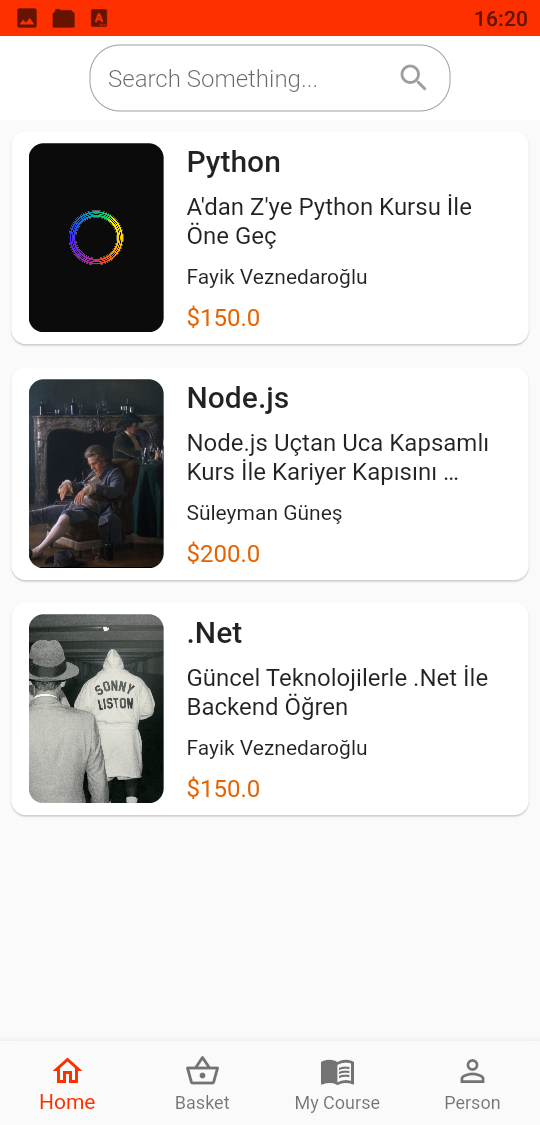 16:20
Search Something...
Python
A'dan Z'ye Python Kursu İle
Öne Geç
Fayik Veznedaroğlu
$150.0
Node.js
Node.js Uçtan Uca Kapsamlı
Kurs İle Kariyer Kapısını ...
Süleyman Güneş
$200.0
SONNY
LISTON
.Net
Güncel Teknolojilerle .Net İle
Backend Öğren
Fayik Veznedaroğlu
$150.0
Home
Basket
My Course
Person